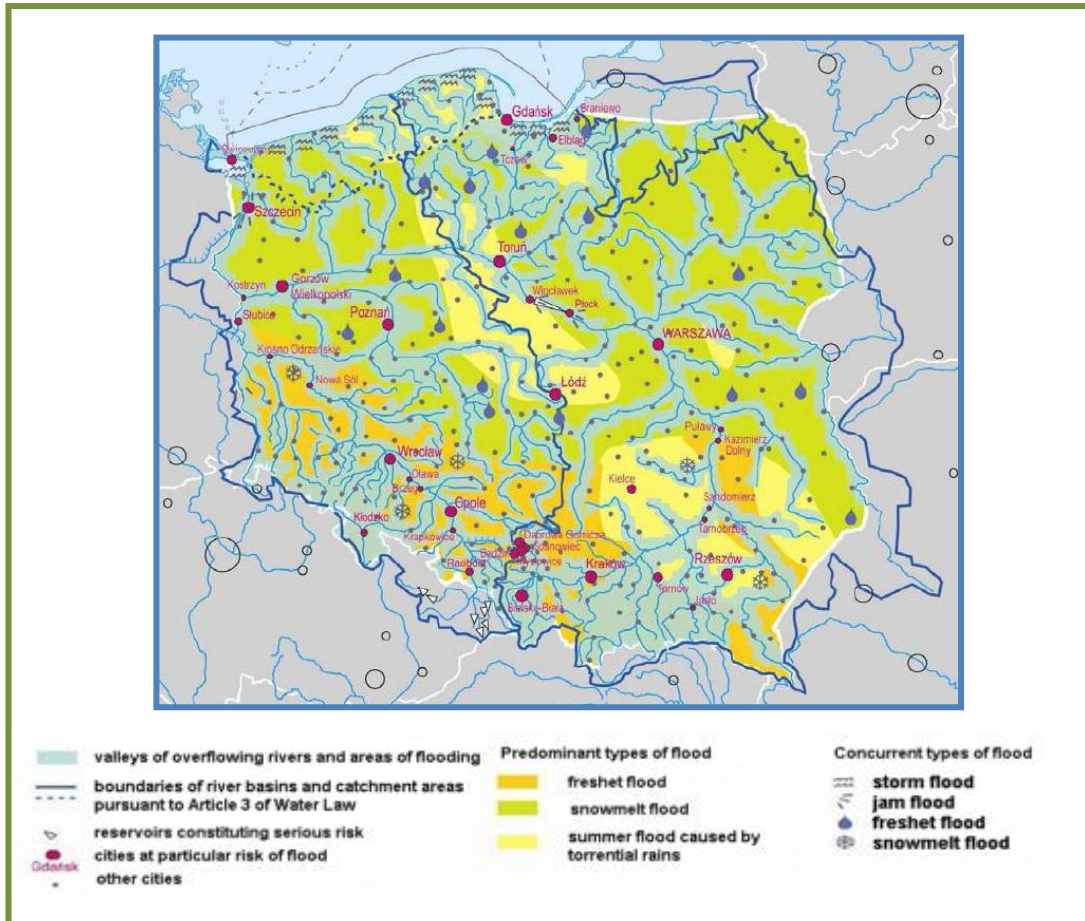 Gdańsk
Braniewo
Elbląg
Tczew
Szczecin
Toruń
Gorzów
Wielkopolski
Kostrzyn
Włocławek
Płock
Słubice
Poznań
WARSZAWA
Krosno Odrzańskie
Nowa Sól
Łódź
Puławy
Kazimierz
Dolny
Wrocław
Oława
Brzeg
Kielce
Opole
Sandomierz
Kłodzko
Krapkowice
Tarnobrzeg
Dąbrowa Górnicza
Sosnowiec
Racibórz
Kraków
Rzeszów
Tarnów
Bielsko-Biała
Jasło
valleys of overflowing rivers and areas of flooding
boundaries of river basins and catchment areas
pursuant to Article 3 of Water Law
reservoirs constituting serious risk
cities at particular risk of flood
Gdańsk
other cities
Predominant types of flood
freshet flood
snowmelt flood
summer flood caused by
torrential rains
Concurrent types of flood
storm flood
jam flood
freshet flood
snowmelt flood